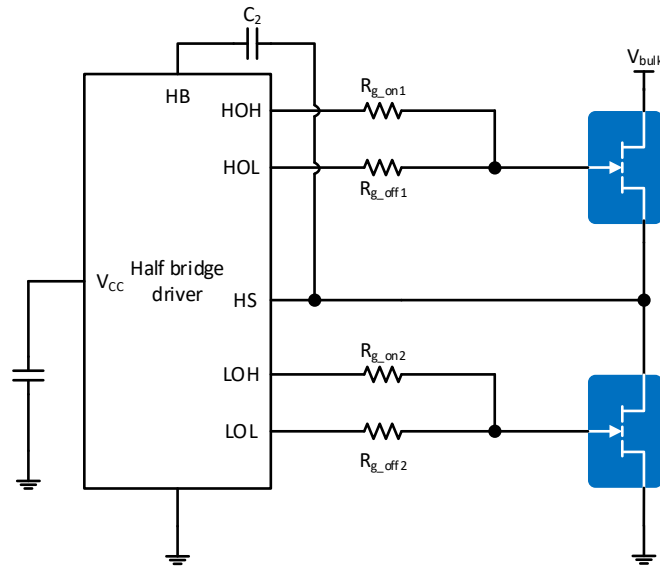 C2
Vbulk
HB
Rg_on1
HOH
HOL
Rg_off1
VCC
Half bridge
driver
HS
Rg_on2
LOH
LOL
Rg_off2